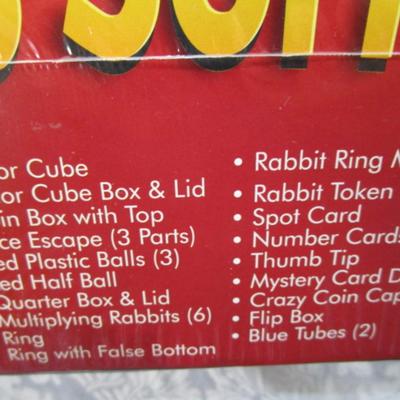 or Cube
or Cube Box & Lid
in Box with Top
ce Escape (3 Parts)
ed Plastic Balls (3)
ed Half Ball
Quarter Box & Lid
Multiplying Rabbits (6)
Ring
Ring with False Bottom
• Rabbit Ring M
• Rabbit Token
• Spot Card
• Number Cards
• Thumb Tip
• Mystery Card D
• Crazy Coin Cap
• Flip Box
• Blue Tubes (2)